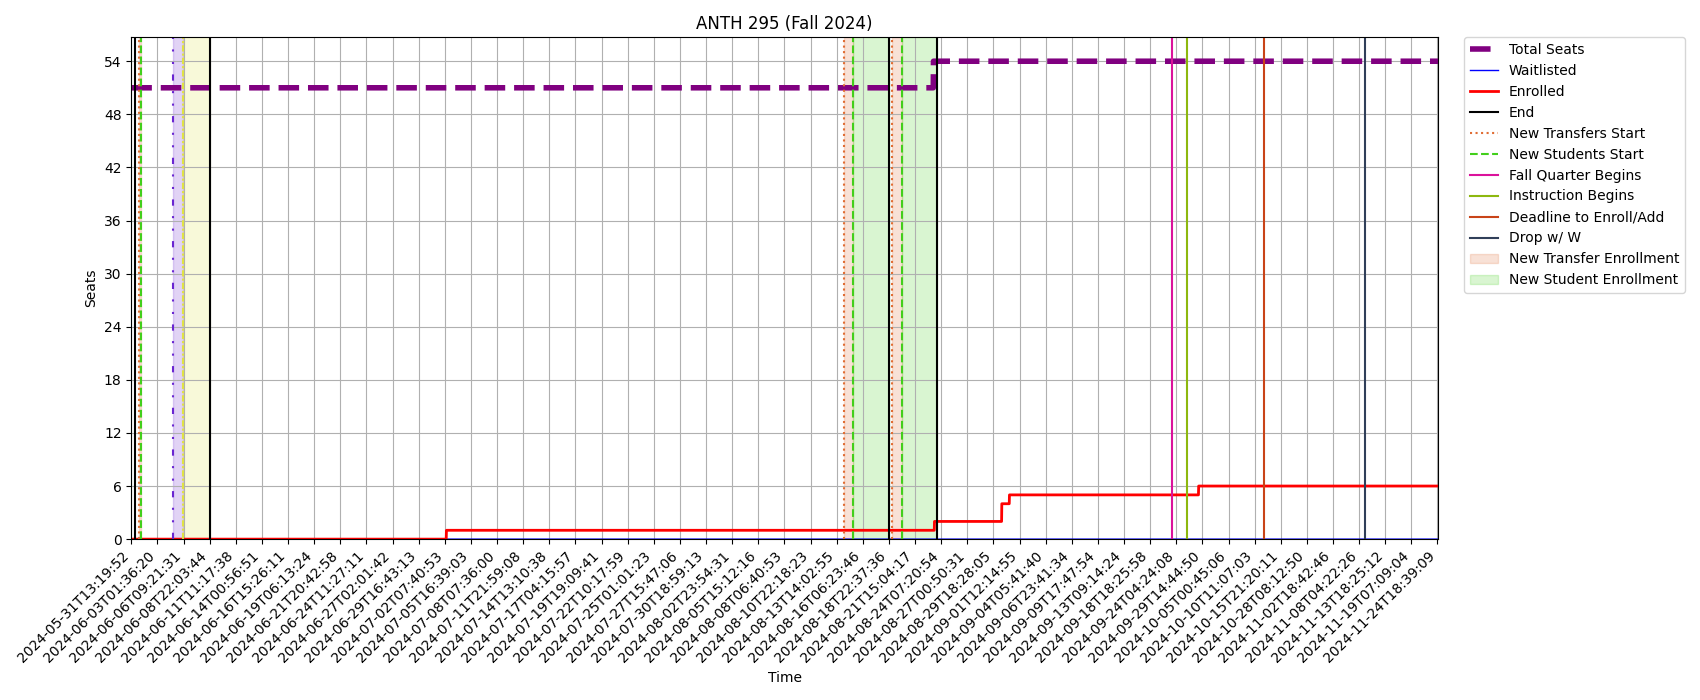 ANTH 295 (Fall 2024)
Seats
54
48
42
36
30
24
18
12
6
0
2024-05-31T13:19:52
2024-06-03T01:36:20
2024-06-06T09:21:31
2024-06-08T22:03:44
2024-06-11T11:17:38
2024-06-14T00:56:51
2024-06-16T15:26:11
2024-06-19T06:13:24
2024-06-21T20:42:58
2024-06-24T11:27:11
2024-06-27T02:01:42
2024-06-29T16:43:13
2024-07-02T07:40:53
2024-07-05T16:39:03
2024-07-08T07:36:00
2024-07-11T21:59:08
2024-07-14T13:10:38
2024-07-17T04:15:57
2024-07-19T19:09:41
2024-07-22T10:17:59
2024-07-25T01:01:23
2024-07-27T15:47:06
2024-07-30T18:59:13
2024-08-02T23:54:31
2024-08-05T15:12:16
2024-08-08T06:40:53
2024-08-10T22:18:23
2024-08-13T14:02:55
2024-08-16T06:23:46
2024-08-18T22:37:36
2024-08-21T15:04:17
2024-08-24T07:20:54
2024-08-27T00:50:31
2024-08-29T18:28:05
2024-09-01T12:14:55
2024-09-04T05:41:40
2024-09-06T23:41:34
2024-09-09T17:47:54
2024-09-13T09:14:24
2024-09-18T18:25:58
2024-09-24T04:24:08
2024-09-29T14:44:50
2024-10-05T00:45:06
2024-10-10T11:07:03
2024-10-15T21:20:11
2024-10-28T08:12:50
2024-11-02T18:42:46
2024-11-08T04:22:26
2024-11-13T18:25:12
2024-11-19T07:09:04
2024-11-24T18:39:09
Time
Total Seats
Waitlisted
Enrolled
End
New Transfers Start
New Students Start
Fall Quarter Begins
Instruction Begins
Deadline to Enroll/Add
Drop w/ W
New Transfer Enrollment
New Student Enrollment